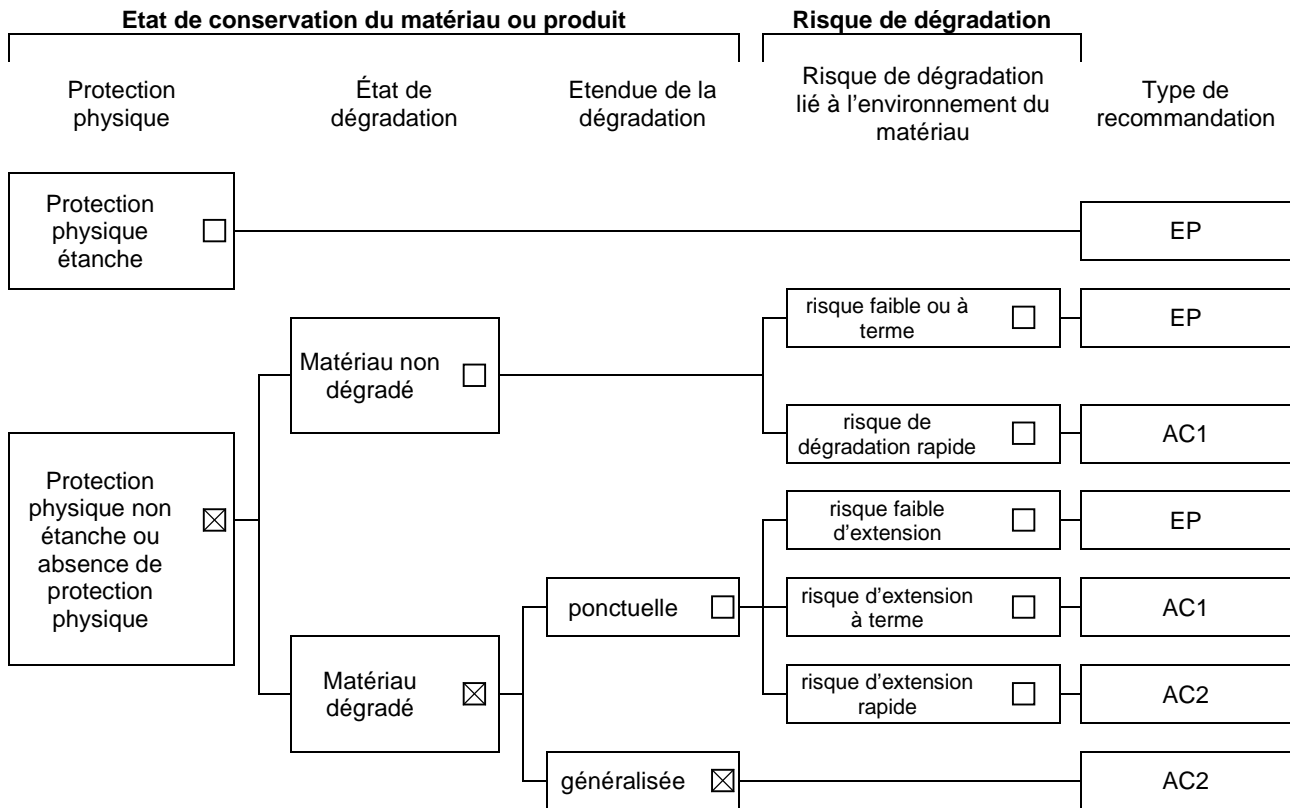 Etat de conservation du matériau ou produit
Risque de dégradation
Protection
physique
État de
dégradation
Etendue de la
dégradation
Risque de dégradation
lié à l'environnement du
matériau
Type de
recommandation
Protection
physique
étanche
EP
Matériau non
dégradé
risque faible ou à
terme
EP
risque de
dégradation rapide
AC1
Protection
physique non
étanche ou
absence de
protection
physique
Matériau
dégradé
ponctuelle
risque faible
d'extension
EP
risque d'extension
à terme
AC1
risque d'extension
rapide
AC2
généralisée
AC2